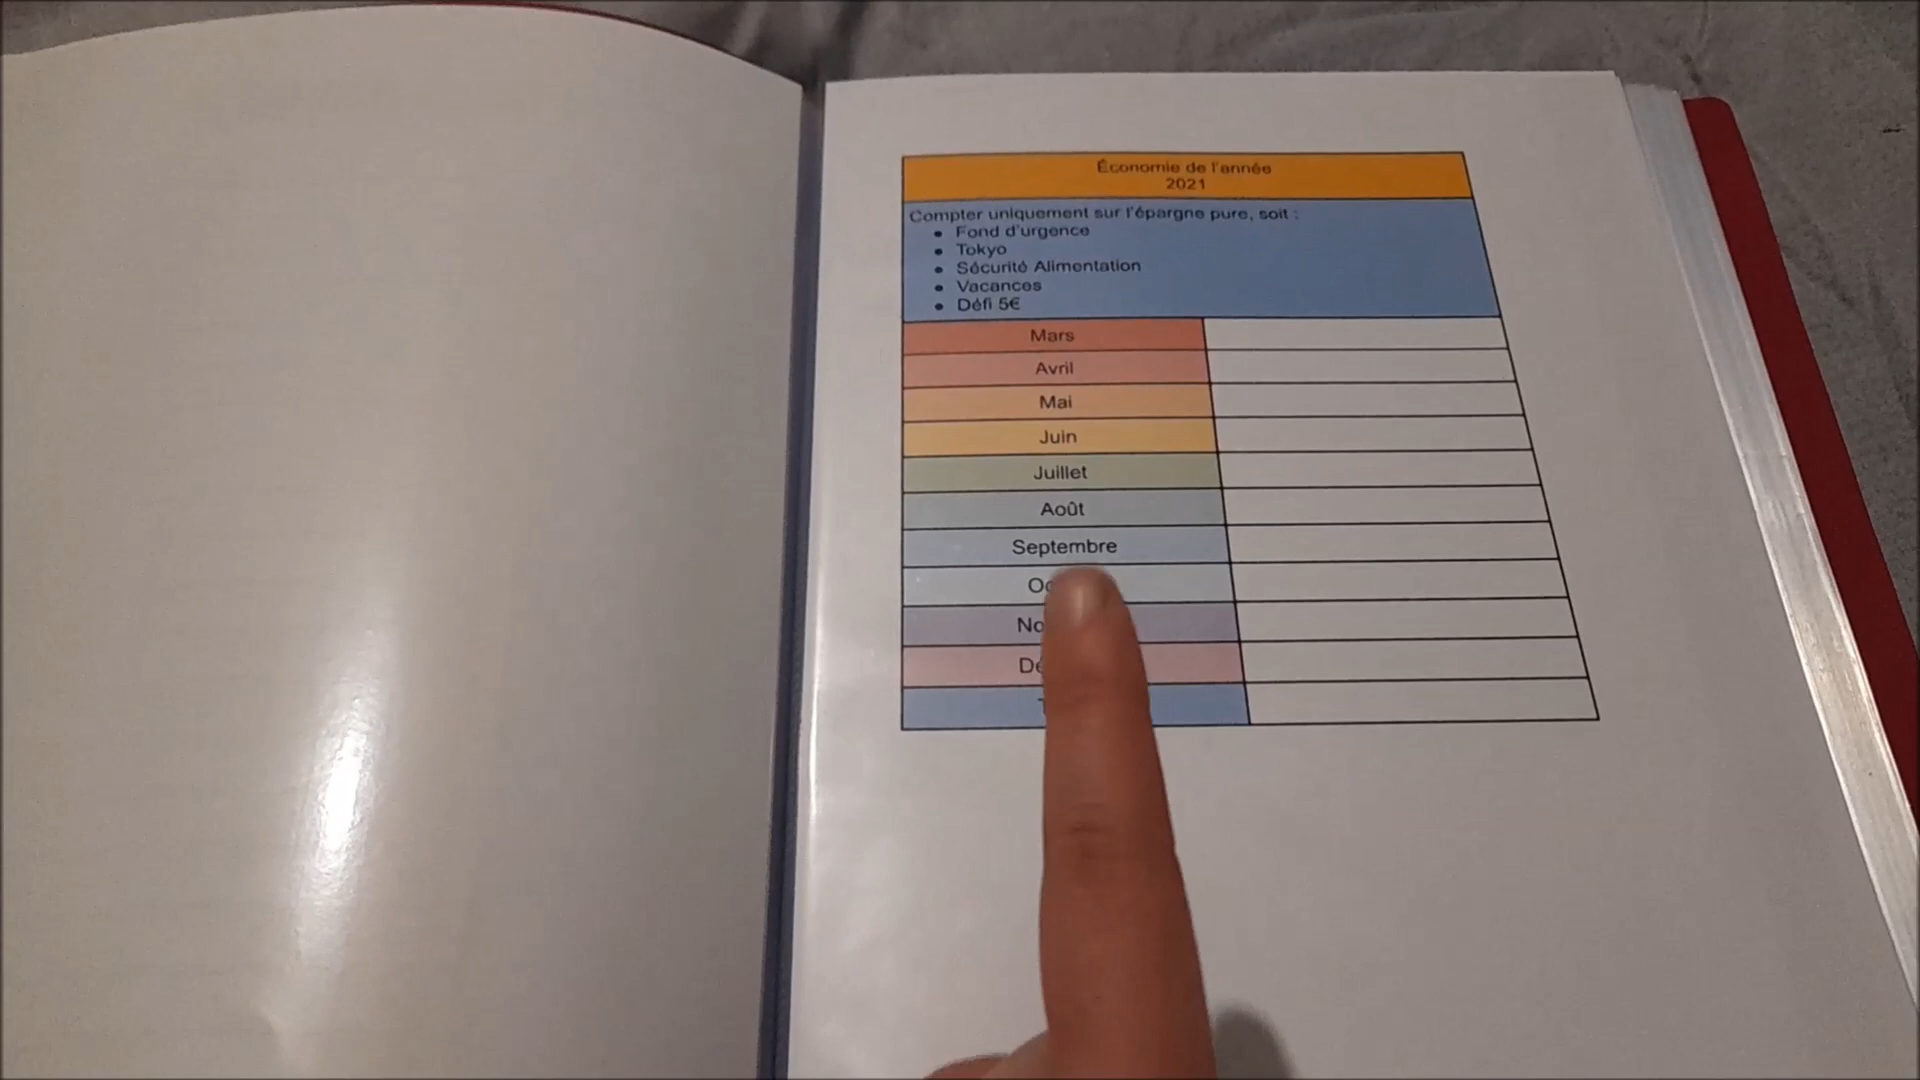 Économie de l'année
2021
Compter uniquement sur l'épargne pure, soit :
• Fond d'urgence
• Tokyo
• Sécurité Alimentation
• Vacances
• Défi 5€
Mars
Avril
Mai
Juin
Juillet
Août
Septembre